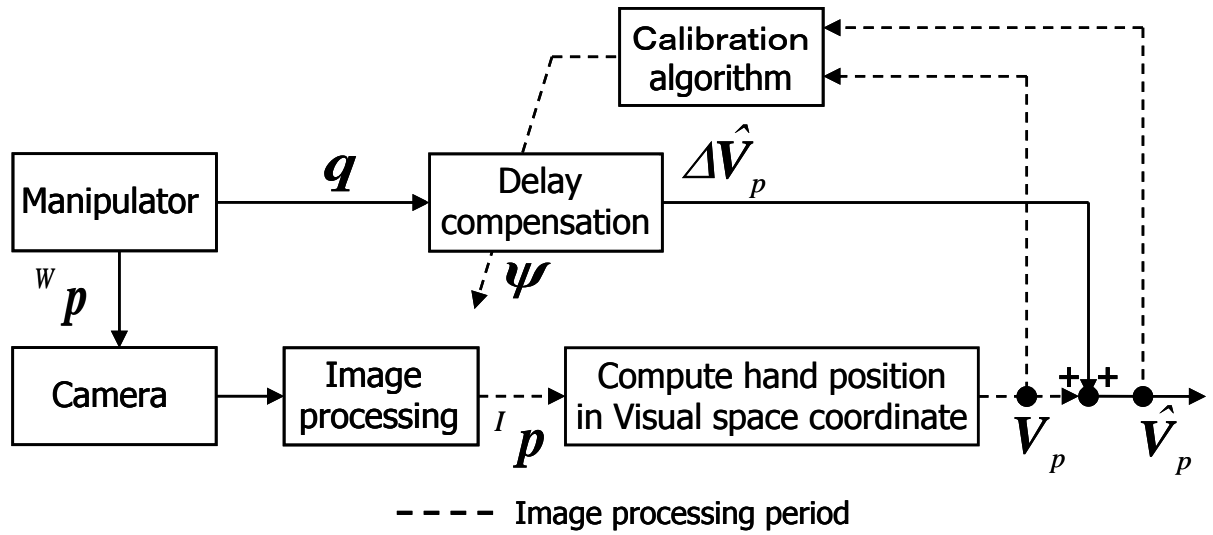 Calibration
algorithm
Manipulator
q
Delay
compensation
ΔV̂ₚ
ψ
ᵂp
Camera
Image
processing
ᴵp
Compute hand position
in Visual space coordinate
+ +
Vₚ
V̂ₚ
Image processing period